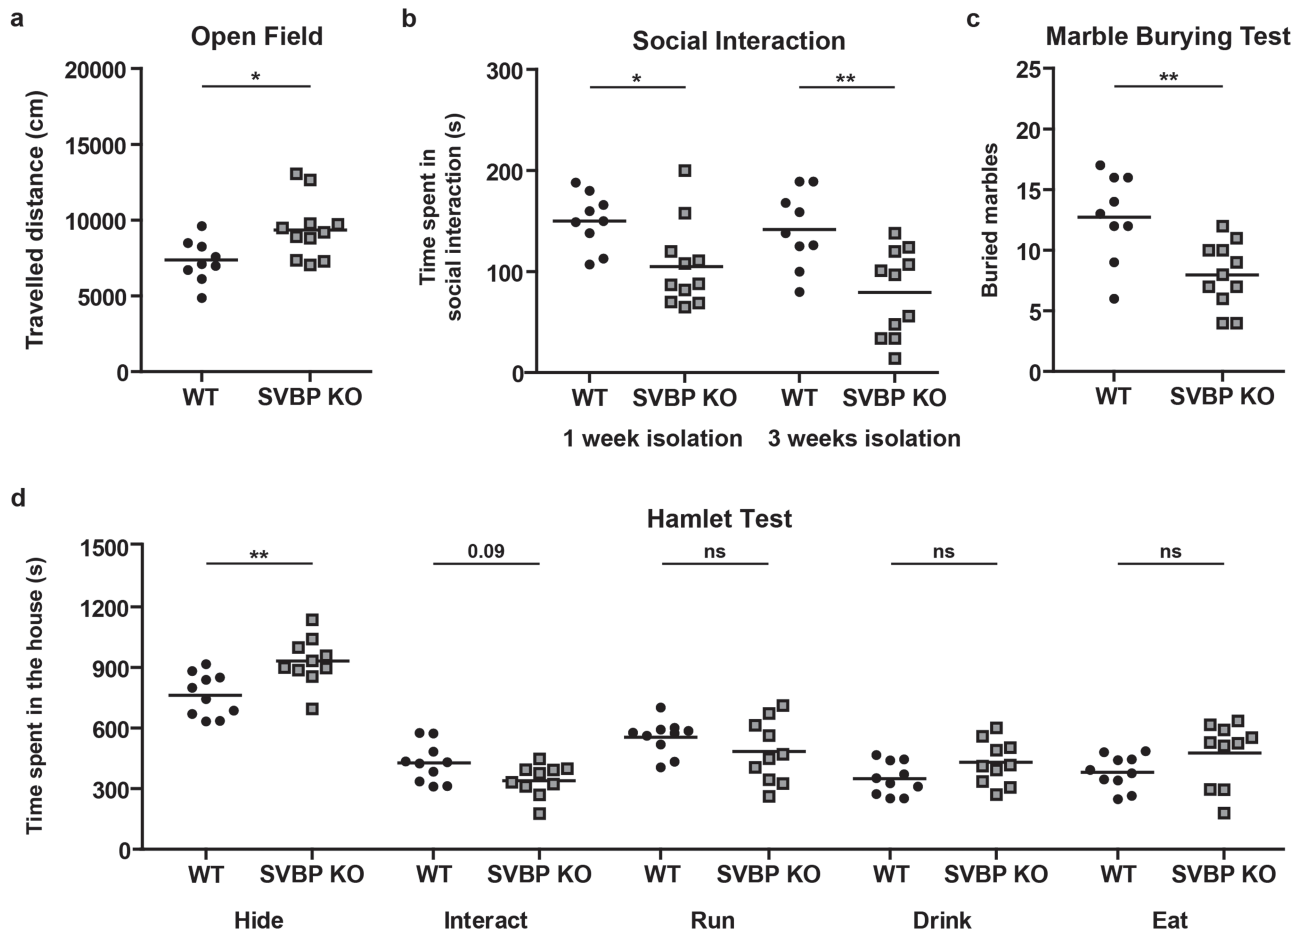 a
Open Field
Travelled distance (cm)
20000
15000
10000
5000
0
*
WT SVBP KO
b
Social Interaction
Time spent in
social interaction (s)
300
200
100
0
* **
WT SVBP KO WT SVBP KO
1 week isolation 3 weeks isolation
c
Marble Burying Test
Buried marbles
25
20
15
10
5
0
**
WT SVBP KO
d
Hamlet Test
Time spent in the house (s)
1500
1200
900
600
300
0
** 0.09 ns ns ns
WT SVBP KO WT SVBP KO WT SVBP KO WT SVBP KO WT SVBP KO
Hide Interact Run Drink Eat